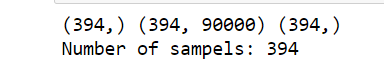 (394,) (394, 90000) (394,)
Number of sampels: 394